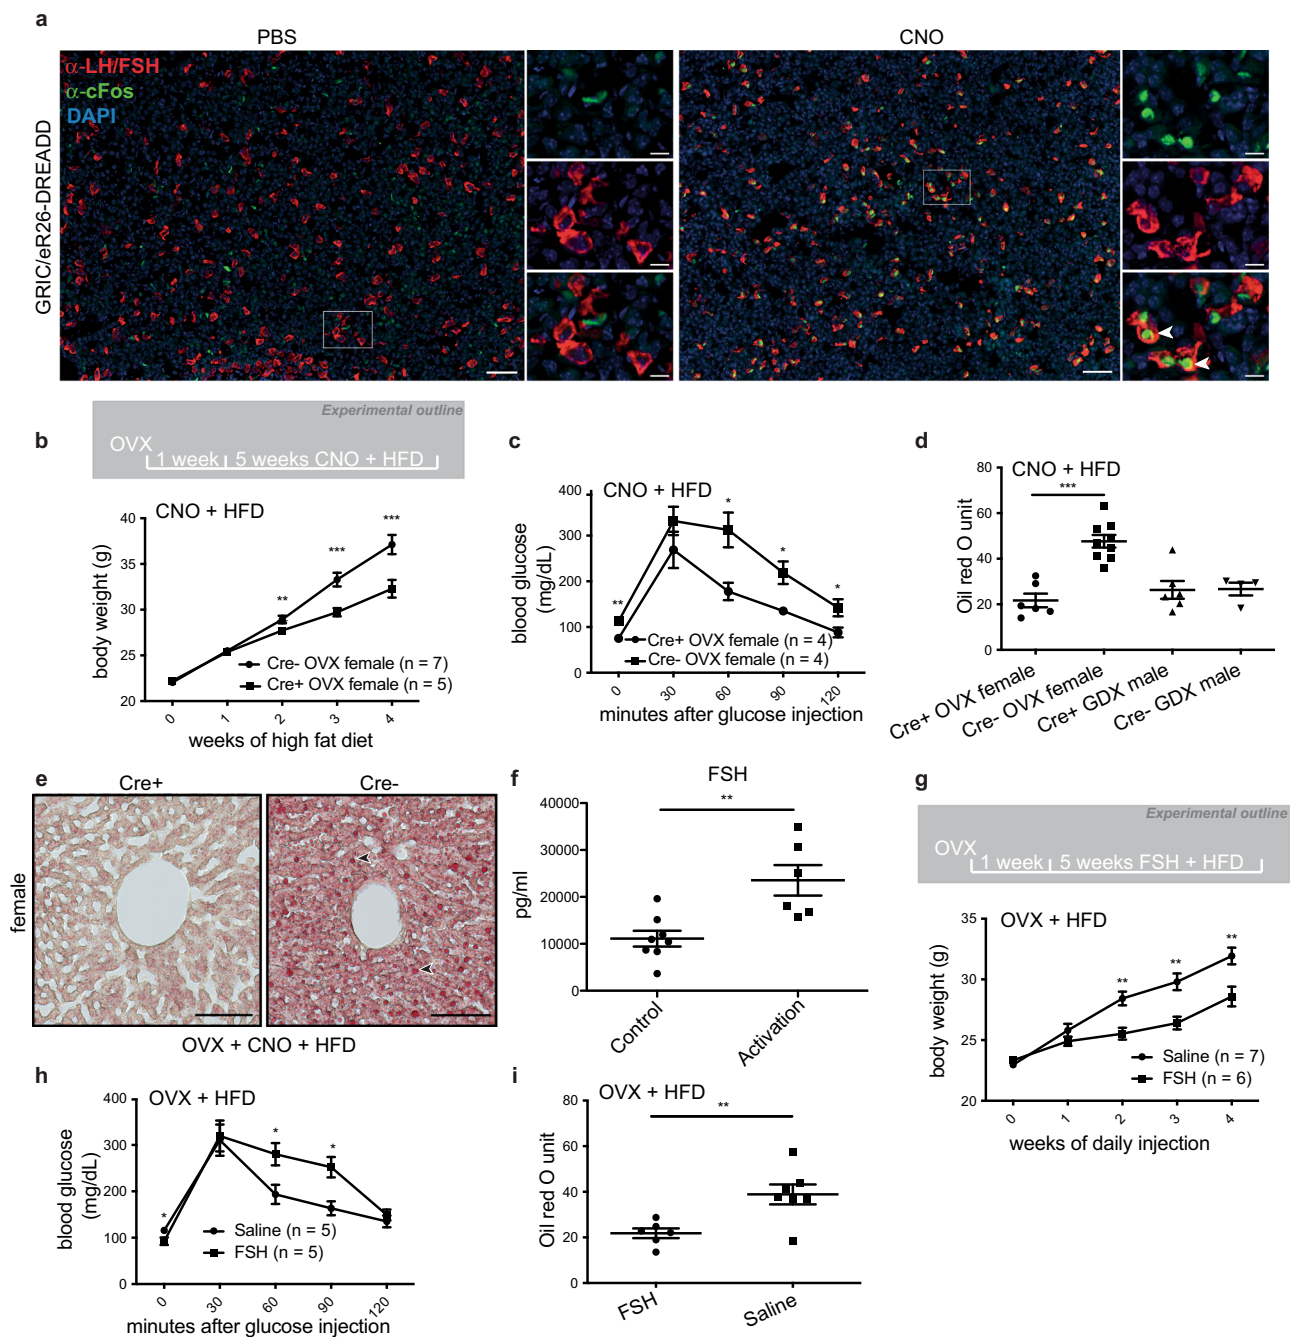 a
PBS
CNO
α-LH/FSH
α-cFos
DAPI
GRIC/eR26-DREADD
b
Experimental outline
OVX
1 week
5 weeks CNO + HFD
CNO + HFD
body weight (g)
40
35
30
25
20
**
***
***
Cre- OVX female (n = 7)
Cre+ OVX female (n = 5)
0
1
2
3
4
weeks of high fat diet
c
CNO + HFD
blood glucose
(mg/dL)
400
300
200
100
0
**
*
*
*
Cre+ OVX female (n = 4)
Cre- OVX female (n = 4)
0
30
60
90
120
minutes after glucose injection
d
CNO + HFD
Oil red O unit
80
60
40
20
0
***
Cre+ OVX female
Cre- OVX female
Cre+ GDX male
Cre- GDX male
e
Cre+
Cre-
female
OVX + CNO + HFD
f
FSH
**
pg/ml
40000
30000
20000
10000
0
Control
Activation
g
Experimental outline
OVX
1 week
5 weeks FSH + HFD
OVX + HFD
body weight (g)
35
30
25
20
**
**
**
Saline (n = 7)
FSH (n = 6)
0
1
2
3
4
weeks of daily injection
h
OVX + HFD
blood glucose
(mg/dL)
400
300
200
100
0
*
*
*
Saline (n = 5)
FSH (n = 5)
0
30
60
90
120
minutes after glucose injection
i
OVX + HFD
Oil red O unit
80
60
40
20
0
**
FSH
Saline